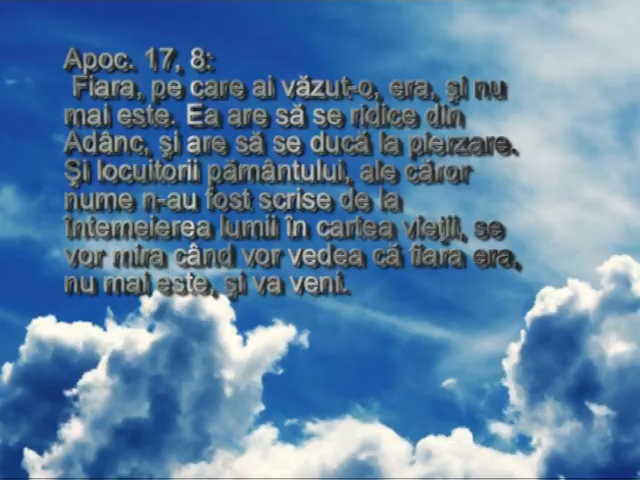 Apoc. 17, 8:
Fiara, pe care ai văzut-o, era, şi nu
mai este. Ea are să se ridice din
Adânc, şi are să se ducă la pierzare.
Şi locuitorii pământului, ale căror
nume n-au fost scrise de la
întemeierea lumii în cartea vieţii, se
vor mira când vor vedea că fiara era,
nu mai este, şi va veni.